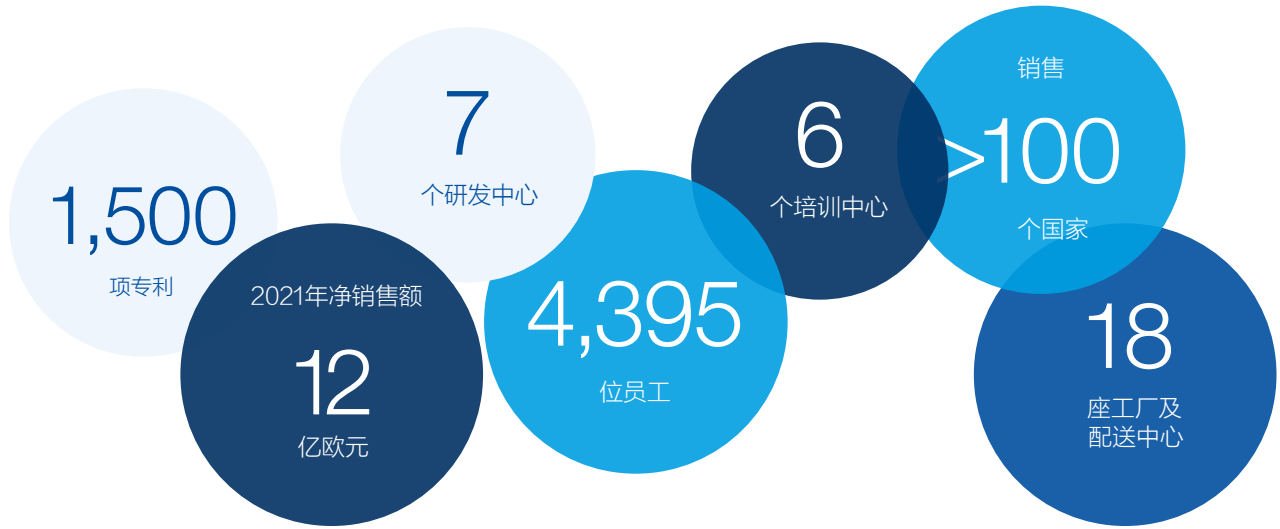 1,500
项专利
2021年净销售额
12
亿欧元
7
个研发中心
4,395
位员工
6
个培训中心
销售
>100
个国家
18
座工厂及
配送中心